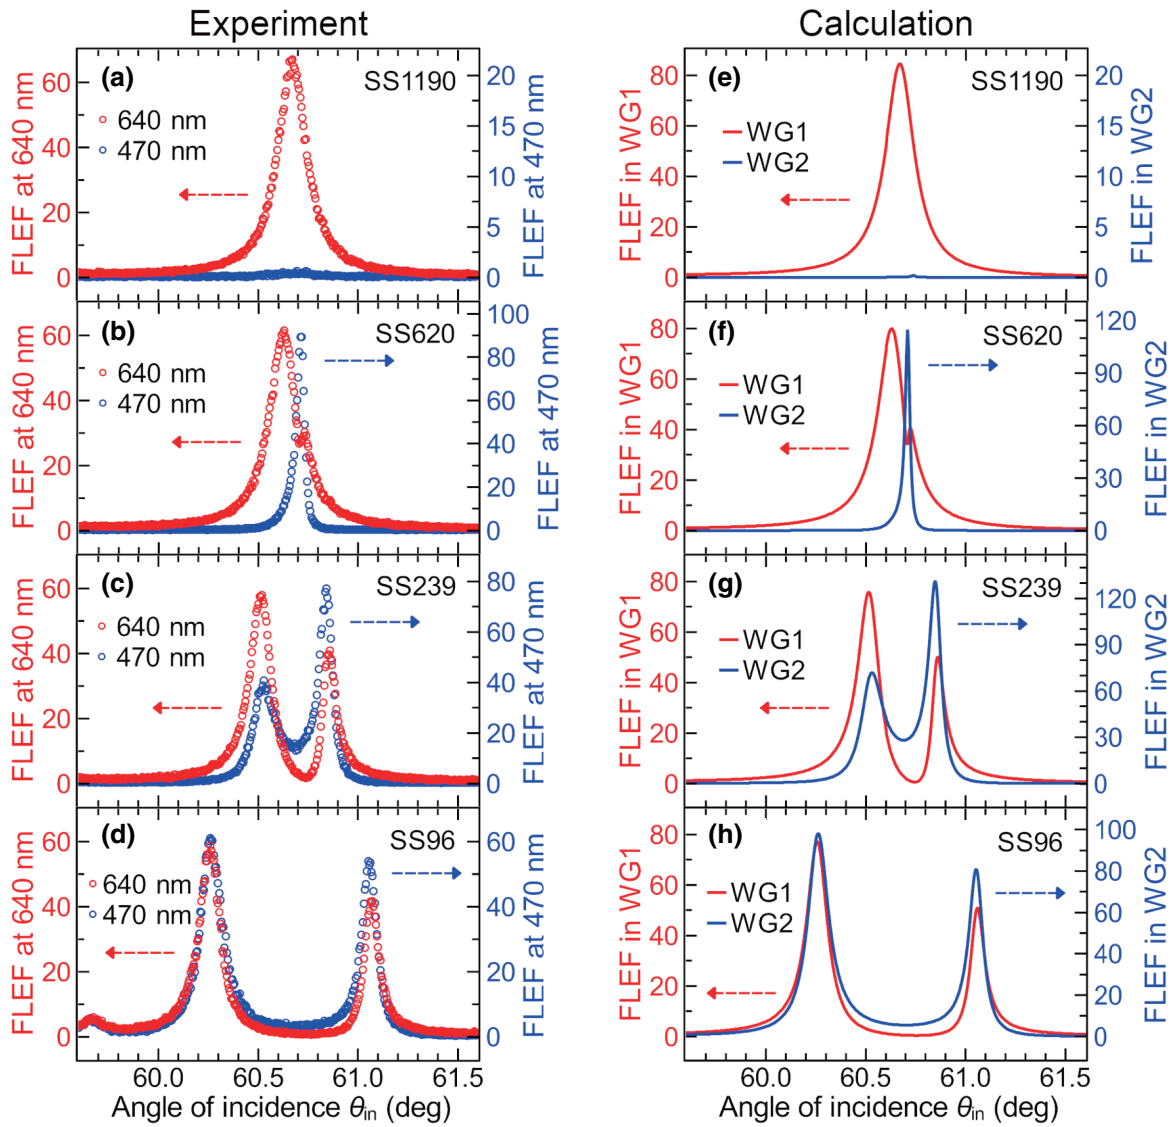 Experiment
Calculation
(a)
SS1190
640 nm
470 nm
FLEF at 640 nm
60
40
20
0
FLEF at 470 nm
20
15
10
5
0
(e)
SS1190
WG1
WG2
FLEF in WG1
80
60
40
20
0
FLEF in WG2
20
15
10
5
0
(b)
SS620
640 nm
470 nm
FLEF at 640 nm
60
40
20
0
FLEF at 470 nm
100
80
60
40
20
0
(f)
SS620
WG1
WG2
FLEF in WG1
80
60
40
20
0
FLEF in WG2
120
90
60
30
0
(c)
SS239
640 nm
470 nm
FLEF at 640 nm
60
40
20
0
FLEF at 470 nm
80
60
40
20
0
(g)
SS239
WG1
WG2
FLEF in WG1
80
60
40
20
0
FLEF in WG2
120
90
60
30
0
(d)
SS96
640 nm
470 nm
FLEF at 640 nm
60
40
20
0
FLEF at 470 nm
60
40
20
0
60.0 60.5 61.0 61.5
Angle of incidence θin (deg)
(h)
SS96
WG1
WG2
FLEF in WG1
80
60
40
20
0
FLEF in WG2
100
80
60
40
20
0
60.0 60.5 61.0 61.5
Angle of incidence θin (deg)